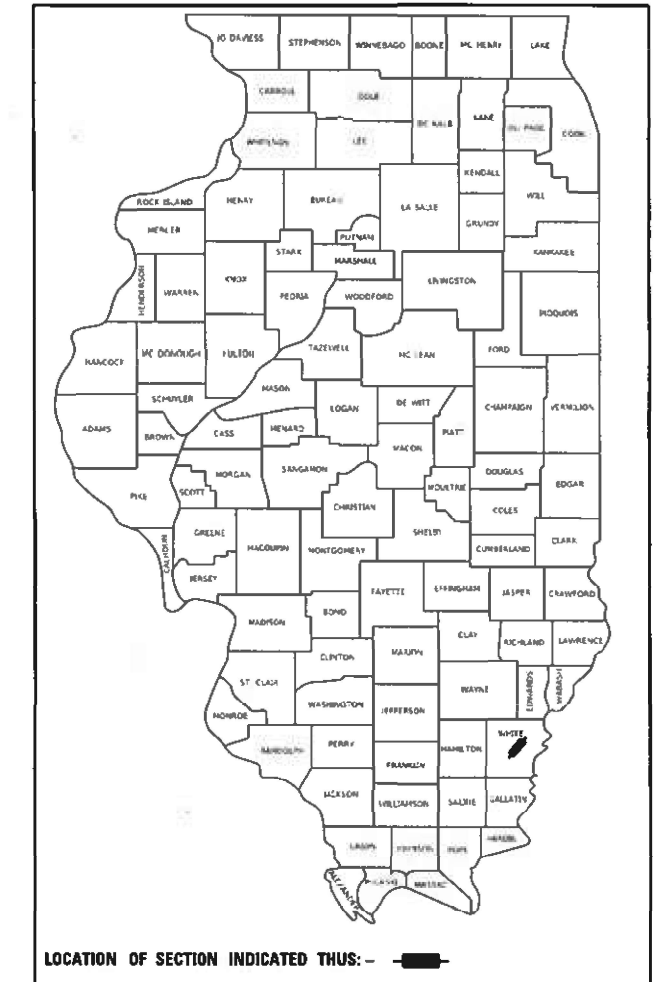 JO DAVIESS STEPHENSON WINNEBAGO BOONE MC HENRY LAKE
CARROLL OGLE DE KALB KANE DU PAGE COOK
WHITESIDE LEE
KENDALL WILL
ROCK ISLAND HENRY BUREAU LA SALLE
MERCER PUTNAM GRUNDY
STARK MARSHALL KANKAKEE
HENDERSON WARREN KNOX PEORIA WOODFORD LIVINGSTON
IROQUOIS
HANCOCK MC DONOUGH FULTON TAZEWELL MC LEAN FORD
MASON
SCHUYLER LOGAN DE WITT CHAMPAIGN VERMILION
ADAMS BROWN CASS MENARD MACON PIATT
MORGAN SANGAMON DOUGLAS
PIKE SCOTT MOULTRIE EDGAR
CHRISTIAN COLES
GREENE MACOUPIN MONTGOMERY SHELBY CUMBERLAND CLARK
CALHOUN JERSEY
FAYETTE EFFINGHAM JASPER CRAWFORD
MADISON BOND
CLAY RICHLAND LAWRENCE
CLINTON MARION
ST. CLAIR WAYNE EDWARDS WABASH
MONROE WASHINGTON JEFFERSON
RANDOLPH PERRY HAMILTON WHITE
FRANKLIN
JACKSON WILLIAMSON SALINE GALLATIN
UNION JOHNSON POPE HARDIN
ALEXANDER PULASKI MASSAC
LOCATION OF SECTION INDICATED THUS: -